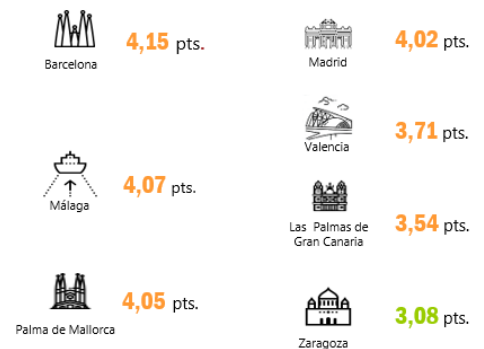 4,15 pts.
Barcelona
4,07 pts.
Málaga
4,05 pts.
Palma de Mallorca
4,02 pts.
Madrid
3,71 pts.
Valencia
3,54 pts.
Las Palmas de
Gran Canaria
3,08 pts.
Zaragoza